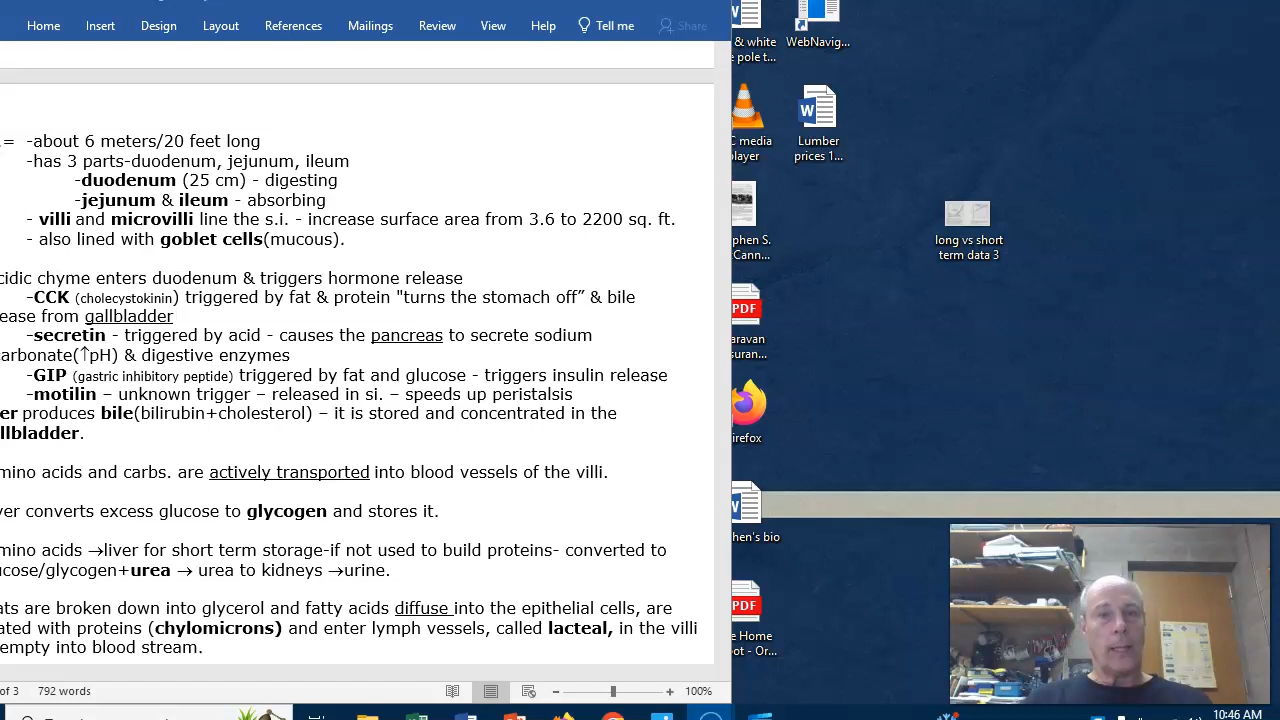 Home Insert Design Layout References Mailings Review View Help Tell me Share
= about 6 meters/20 feet long
-has 3 parts-duodenum, jejunum, ileum
-duodenum (25 cm) - digesting
-jejunum & ileum - absorbing
villi and microvilli line the s.i. - increase surface area from 3.6 to 2200 sq. ft.
- also lined with goblet cells(mucous).
cidic chyme enters duodenum & triggers hormone release
-CCK (cholecystokinin) triggered by fat & protein "turns the stomach off” & bile
ease from gallbladder
-secretin - triggered by acid - causes the pancreas to secrete sodium
carbonate(↑pH) & digestive enzymes
-GIP (gastric inhibitory peptide) triggered by fat and glucose - triggers insulin release
-motilin – unknown trigger – released in si. – speeds up peristalsis
er produces bile(bilirubin+cholesterol) – it is stored and concentrated in the
llbladder.
mino acids and carbs. are actively transported into blood vessels of the villi.
ver converts excess glucose to glycogen and stores it.
mino acids →liver for short term storage-if not used to build proteins- converted to
ucose/glycogen+urea → urea to kidneys →urine.
ats are broken down into glycerol and fatty acids diffuse into the epithelial cells, are
ated with proteins (chylomicrons) and enter lymph vessels, called lacteal, in the villi
empty into blood stream.
of 3 792 words 100%
& white
pole t...
WebNavig...
C media
layer
Lumber
prices 1...
phen S.
Cann...
long vs short
term data 3
PDF
aravan
suran...
irefox
hen's bio
PDF
e Home
pot - Or...
10:46 AM